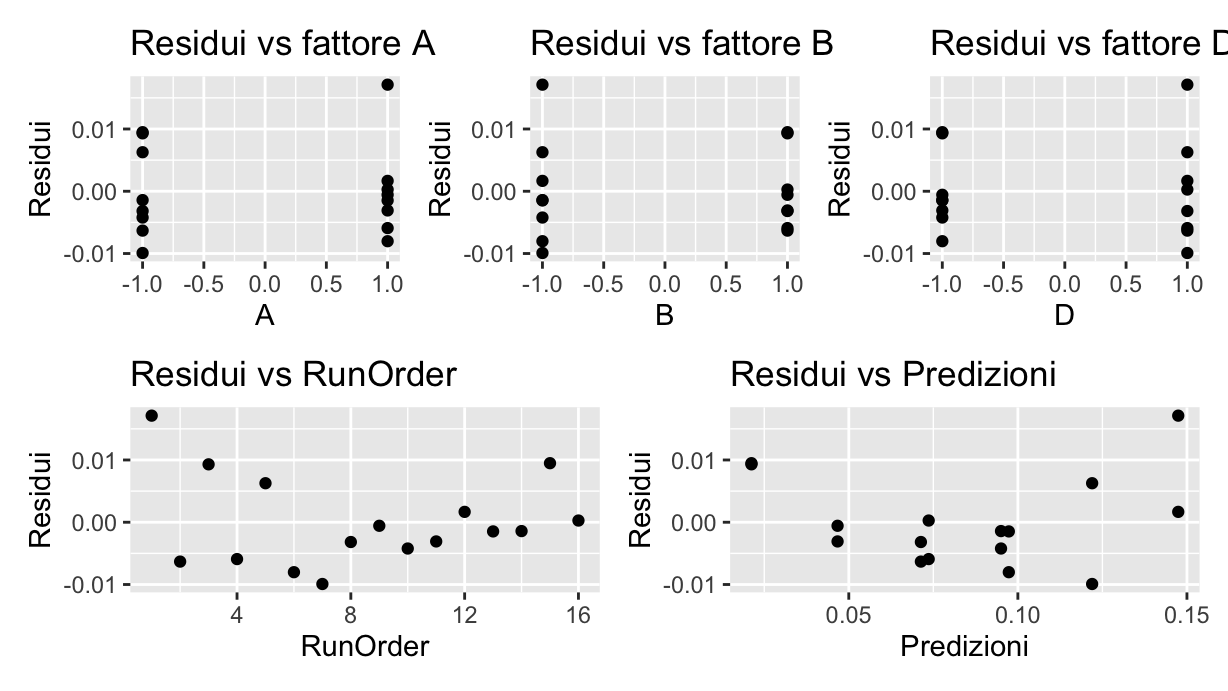 Residui vs fattore A
Residui
0.01
0.00
-0.01
-1.0 -0.5 0.0 0.5 1.0
A
Residui vs fattore B
Residui
0.01
0.00
-0.01
-1.0 -0.5 0.0 0.5 1.0
B
Residui vs fattore D
Residui
0.01
0.00
-0.01
-1.0 -0.5 0.0 0.5 1.0
D
Residui vs RunOrder
Residui
0.01
0.00
-0.01
4 8 12 16
RunOrder
Residui vs Predizioni
Residui
0.01
0.00
-0.01
0.05 0.10 0.15
Predizioni